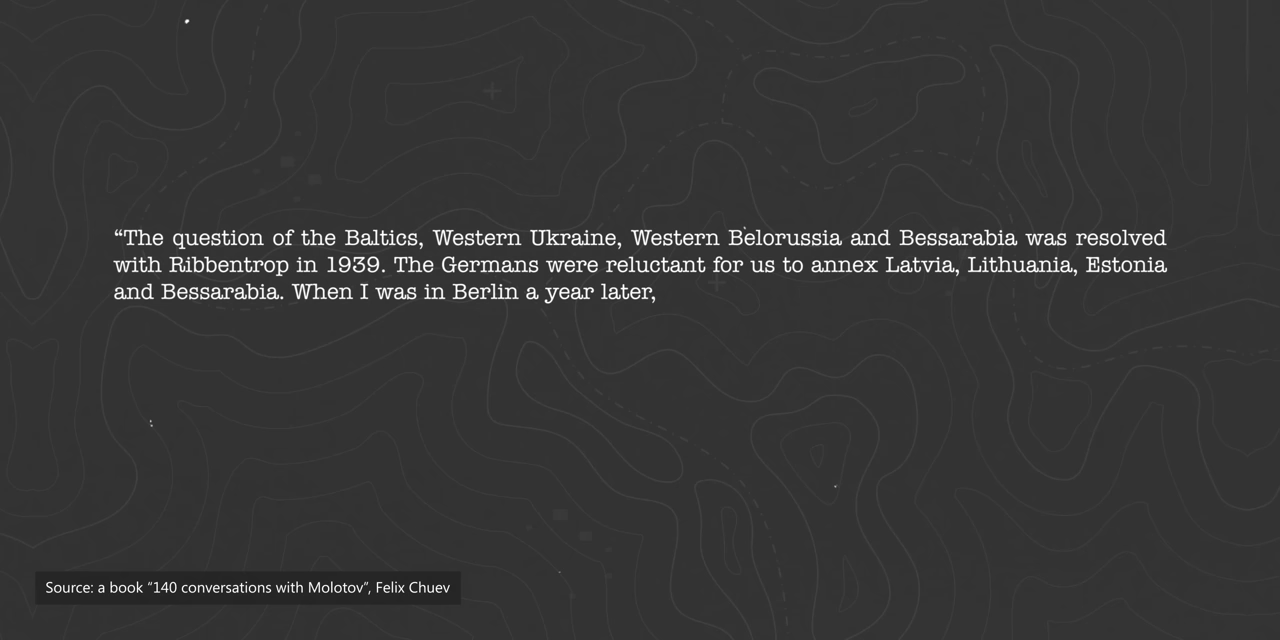 “The question of the Baltics, Western Ukraine, Western Belorussia and Bessarabia was resolved
with Ribbentrop in 1939. The Germans were reluctant for us to annex Latvia, Lithuania, Estonia
and Bessarabia. When I was in Berlin a year later,
Source: a book “140 conversations with Molotov”, Felix Chuev